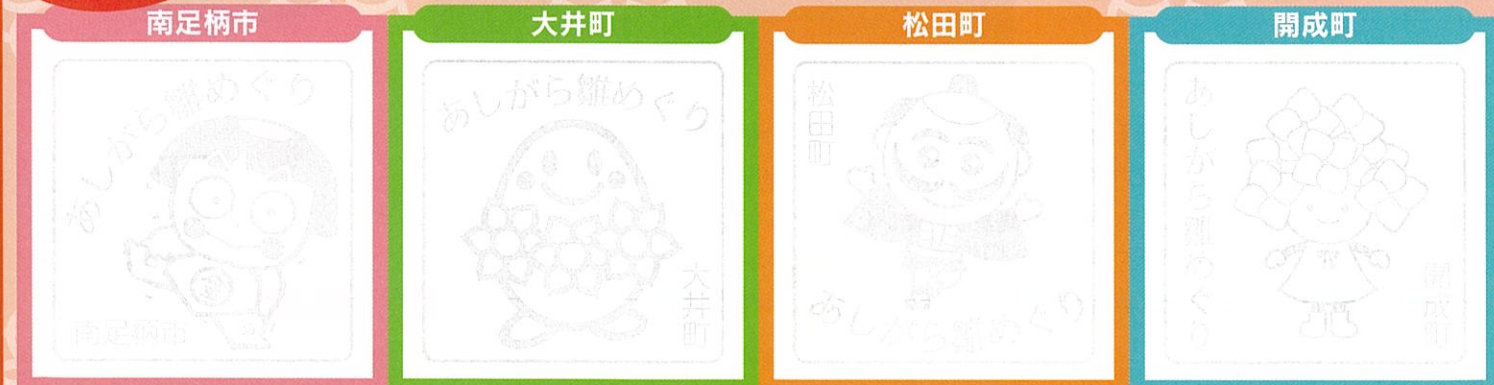 南足柄市
あしがら雛めぐり
南足柄市
大井町
あしがら雛めぐり
大井町
松田町
松田町
あしがら雛めぐり
開成町
あしがら雛めぐり
開成町